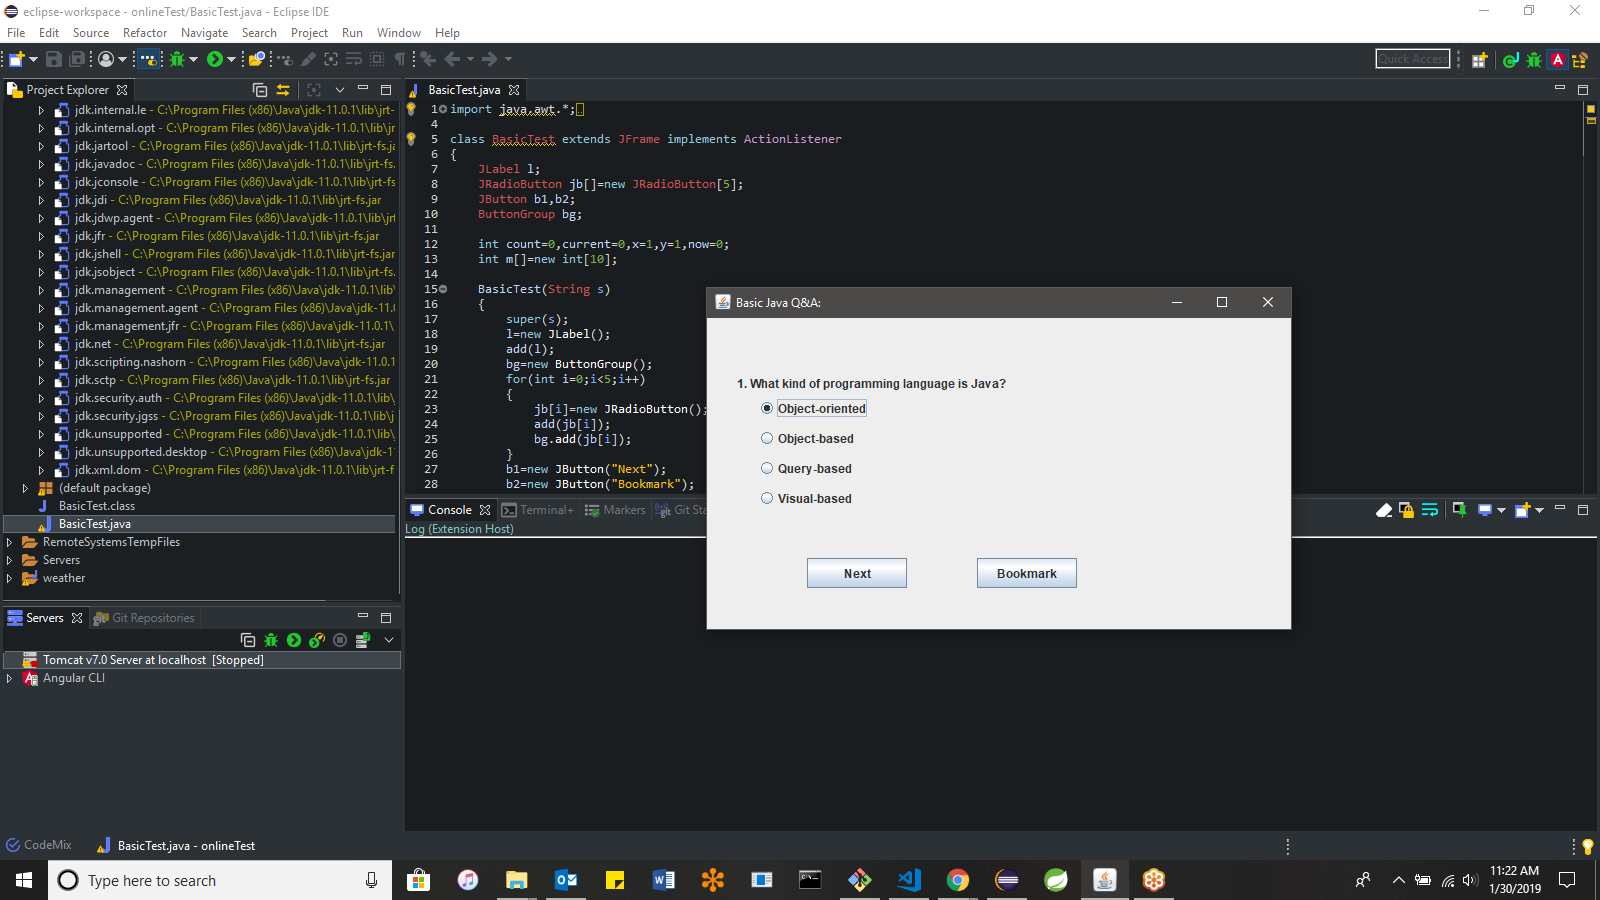 eclipse-workspace - onlineTest/BasicTest.java - Eclipse IDE
File Edit Source Refactor Navigate Search Project Run Window Help
Quick Access
Project Explorer
jdk.internal.le - C:\Program Files (x86)\Java\jdk-11.0.1\lib\jrt-
jdk.internal.opt - C:\Program Files (x86)\Java\jdk-11.0.1\lib\jr
jdk.jartool - C:\Program Files (x86)\Java\jdk-11.0.1\lib\jrt-fs.ja
jdk.javadoc - C:\Program Files (x86)\Java\jdk-11.0.1\lib\jrt-fs.
jdk.jconsole - C:\Program Files (x86)\Java\jdk-11.0.1\lib\jrt-fs
jdk.jdi - C:\Program Files (x86)\Java\jdk-11.0.1\lib\jrt-fs.jar
jdk.jdwp.agent - C:\Program Files (x86)\Java\jdk-11.0.1\lib\jrt
jdk.jfr - C:\Program Files (x86)\Java\jdk-11.0.1\lib\jrt-fs.jar
jdk.jshell - C:\Program Files (x86)\Java\jdk-11.0.1\lib\jrt-fs.jar
jdk.jsobject - C:\Program Files (x86)\Java\jdk-11.0.1\lib\jrt-fs
jdk.management - C:\Program Files (x86)\Java\jdk-11.0.1\lib\
jdk.management.agent - C:\Program Files (x86)\Java\jdk-11.0
jdk.management.jfr - C:\Program Files (x86)\Java\jdk-11.0.1\
jdk.net - C:\Program Files (x86)\Java\jdk-11.0.1\lib\jrt-fs.jar
jdk.scripting.nashorn - C:\Program Files (x86)\Java\jdk-11.0.1
jdk.sctp - C:\Program Files (x86)\Java\jdk-11.0.1\lib\jrt-fs.jar
jdk.security.auth - C:\Program Files (x86)\Java\jdk-11.0.1\lib\
jdk.security.jgss - C:\Program Files (x86)\Java\jdk-11.0.1\lib\j
jdk.unsupported - C:\Program Files (x86)\Java\jdk-11.0.1\lib\
jdk.unsupported.desktop - C:\Program Files (x86)\Java\jdk-1
jdk.xml.dom - C:\Program Files (x86)\Java\jdk-11.0.1\lib\jrt-f
(default package)
BasicTest.class
BasicTest.java
RemoteSystemsTempFiles
Servers
weather
Servers Git Repositories
Tomcat v7.0 Server at localhost [Stopped]
Angular CLI
BasicTest.java
1 import java.awt.*;
4
5 class BasicTest extends JFrame implements ActionListener
6 {
7 JLabel l;
8 JRadioButton jb[]=new JRadioButton[5];
9 JButton b1,b2;
10 ButtonGroup bg;
11
12 int count=0,current=0,x=1,y=1,now=0;
13 int m[]=new int[10];
14
15 BasicTest(String s)
16 {
17 super(s);
18 l=new JLabel();
19 add(l);
20 bg=new ButtonGroup();
21 for(int i=0;i<5;i++)
22 {
23 jb[i]=new JRadioButton();
24 add(jb[i]);
25 bg.add(jb[i]);
26 }
27 b1=new JButton("Next");
28 b2=new JButton("Bookmark");
Console Terminal+ Markers Git Sta
Log (Extension Host)
Basic Java Q&A:
1. What kind of programming language is Java?
Object-oriented
Object-based
Query-based
Visual-based
Next Bookmark
CodeMix BasicTest.java - onlineTest
Type here to search
11:22 AM
1/30/2019